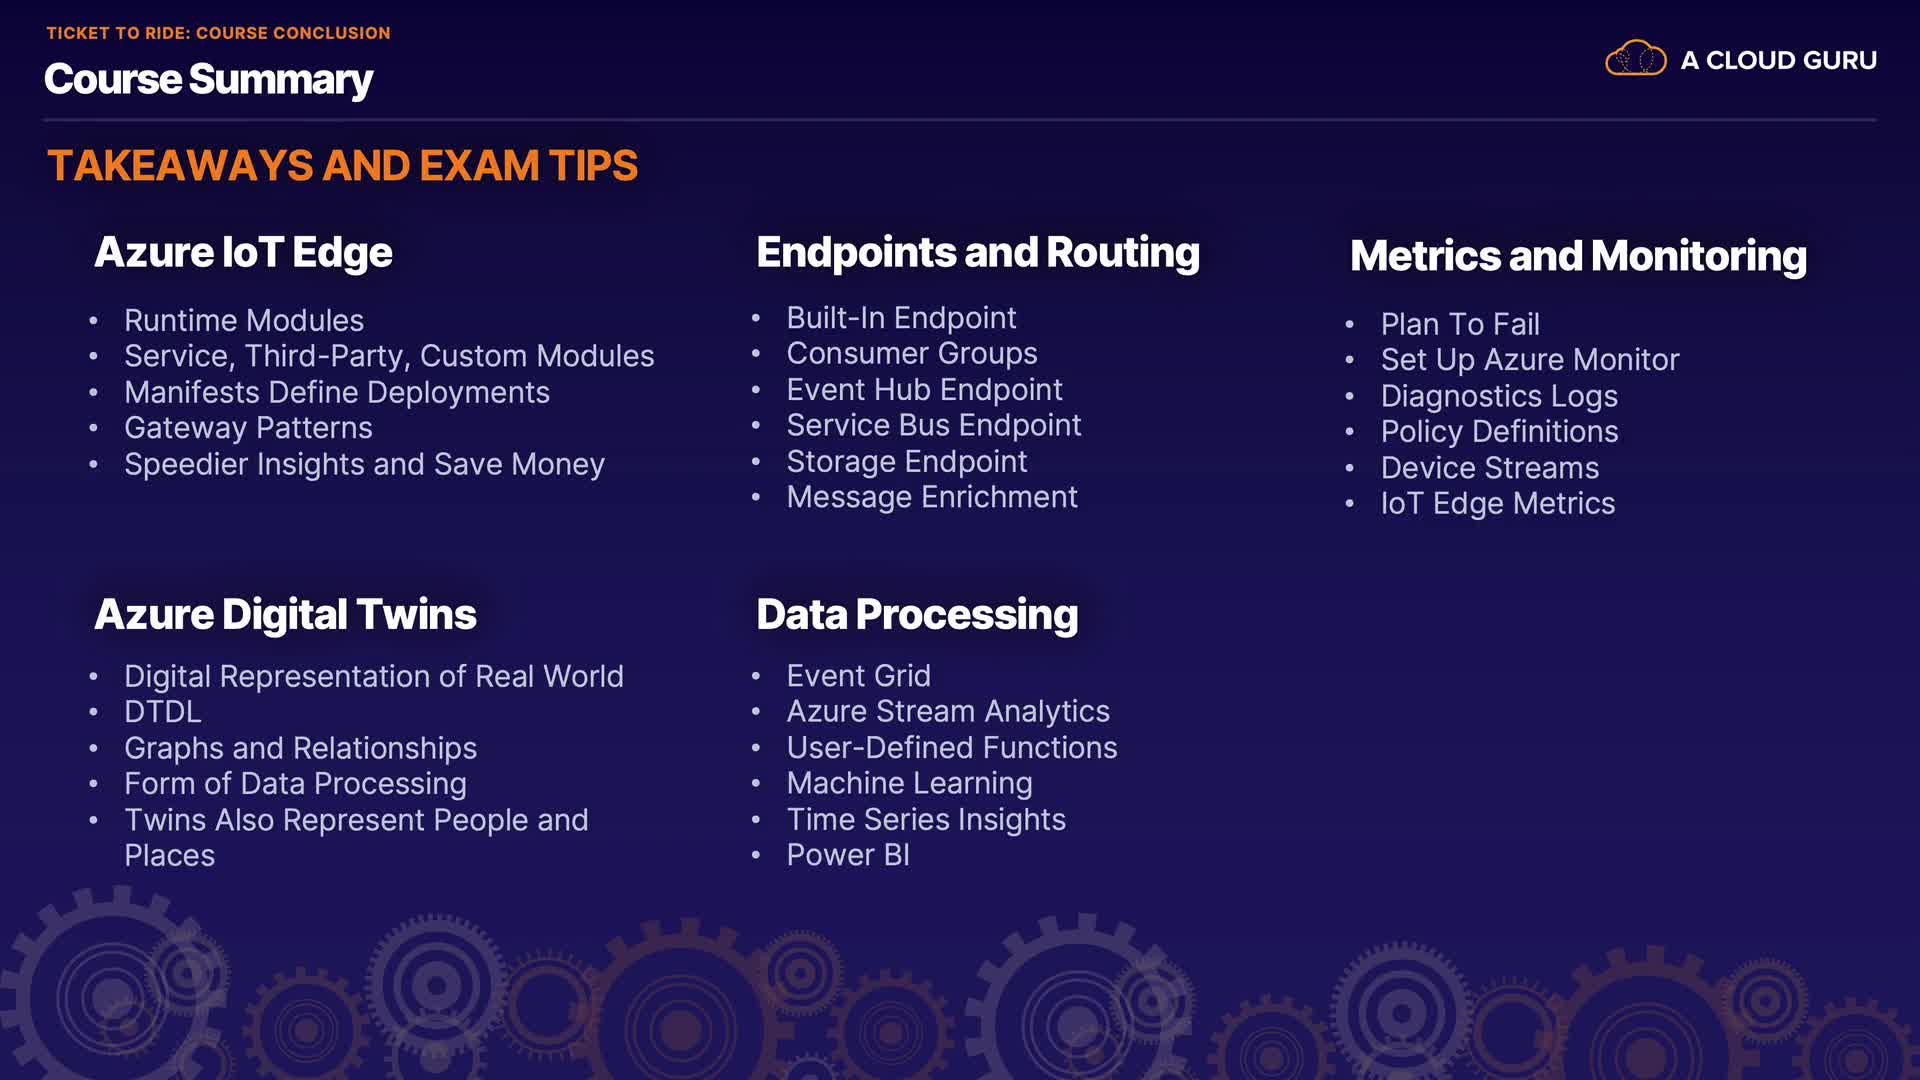 TICKET TO RIDE: COURSE CONCLUSION
Course Summary
A CLOUD GURU
TAKEAWAYS AND EXAM TIPS
Azure IoT Edge
• Runtime Modules
• Service, Third-Party, Custom Modules
• Manifests Define Deployments
• Gateway Patterns
• Speedier Insights and Save Money
Endpoints and Routing
• Built-In Endpoint
• Consumer Groups
• Event Hub Endpoint
• Service Bus Endpoint
• Storage Endpoint
• Message Enrichment
Metrics and Monitoring
• Plan To Fail
• Set Up Azure Monitor
• Diagnostics Logs
• Policy Definitions
• Device Streams
• IoT Edge Metrics
Azure Digital Twins
• Digital Representation of Real World
• DTDL
• Graphs and Relationships
• Form of Data Processing
• Twins Also Represent People and
Places
Data Processing
• Event Grid
• Azure Stream Analytics
• User-Defined Functions
• Machine Learning
• Time Series Insights
• Power BI